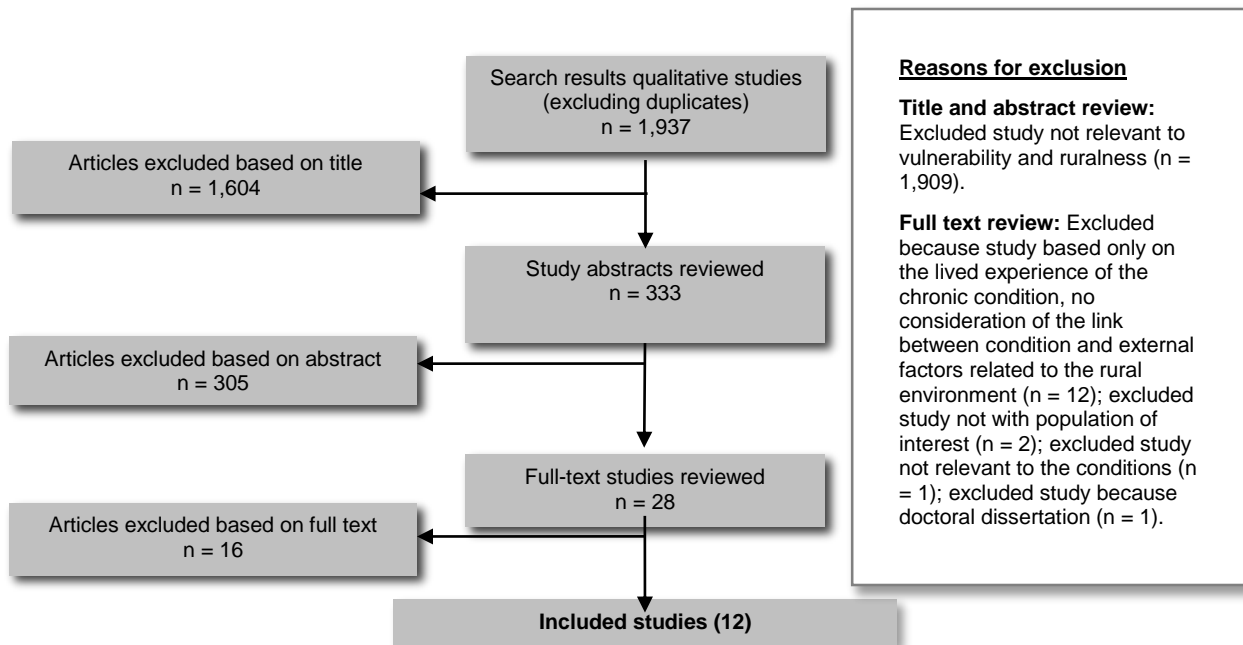 Search results qualitative studies
(excluding duplicates)
n = 1,937
Articles excluded based on title
n = 1,604
Study abstracts reviewed
n = 333
Articles excluded based on abstract
n = 305
Full-text studies reviewed
n = 28
Articles excluded based on full text
n = 16
Included studies (12)
Reasons for exclusion
Title and abstract review:
Excluded study not relevant to
vulnerability and ruralness (n =
1,909).
Full text review: Excluded
because study based only on
the lived experience of the
chronic condition, no
consideration of the link
between condition and external
factors related to the rural
environment (n = 12); excluded
study not with population of
interest (n = 2); excluded study
not relevant to the conditions (n
= 1); excluded study because
doctoral dissertation (n = 1).